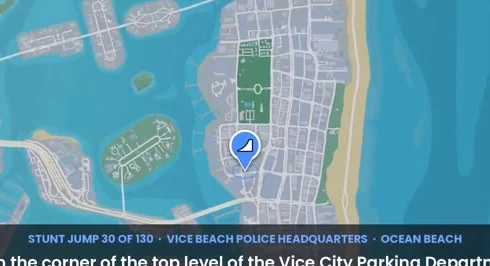 STUNT JUMP 30 OF 130 · VICE BEACH POLICE HEADQUARTERS · OCEAN BEACH
the corner of the top level of the Vice City Parking